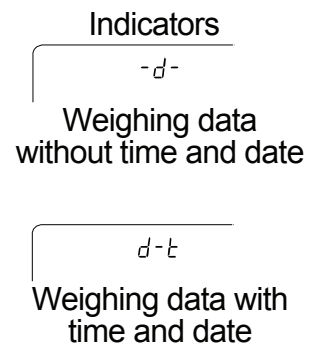 Indicators
-d-
Weighing data
without time and date
d-t
Weighing data with
time and date